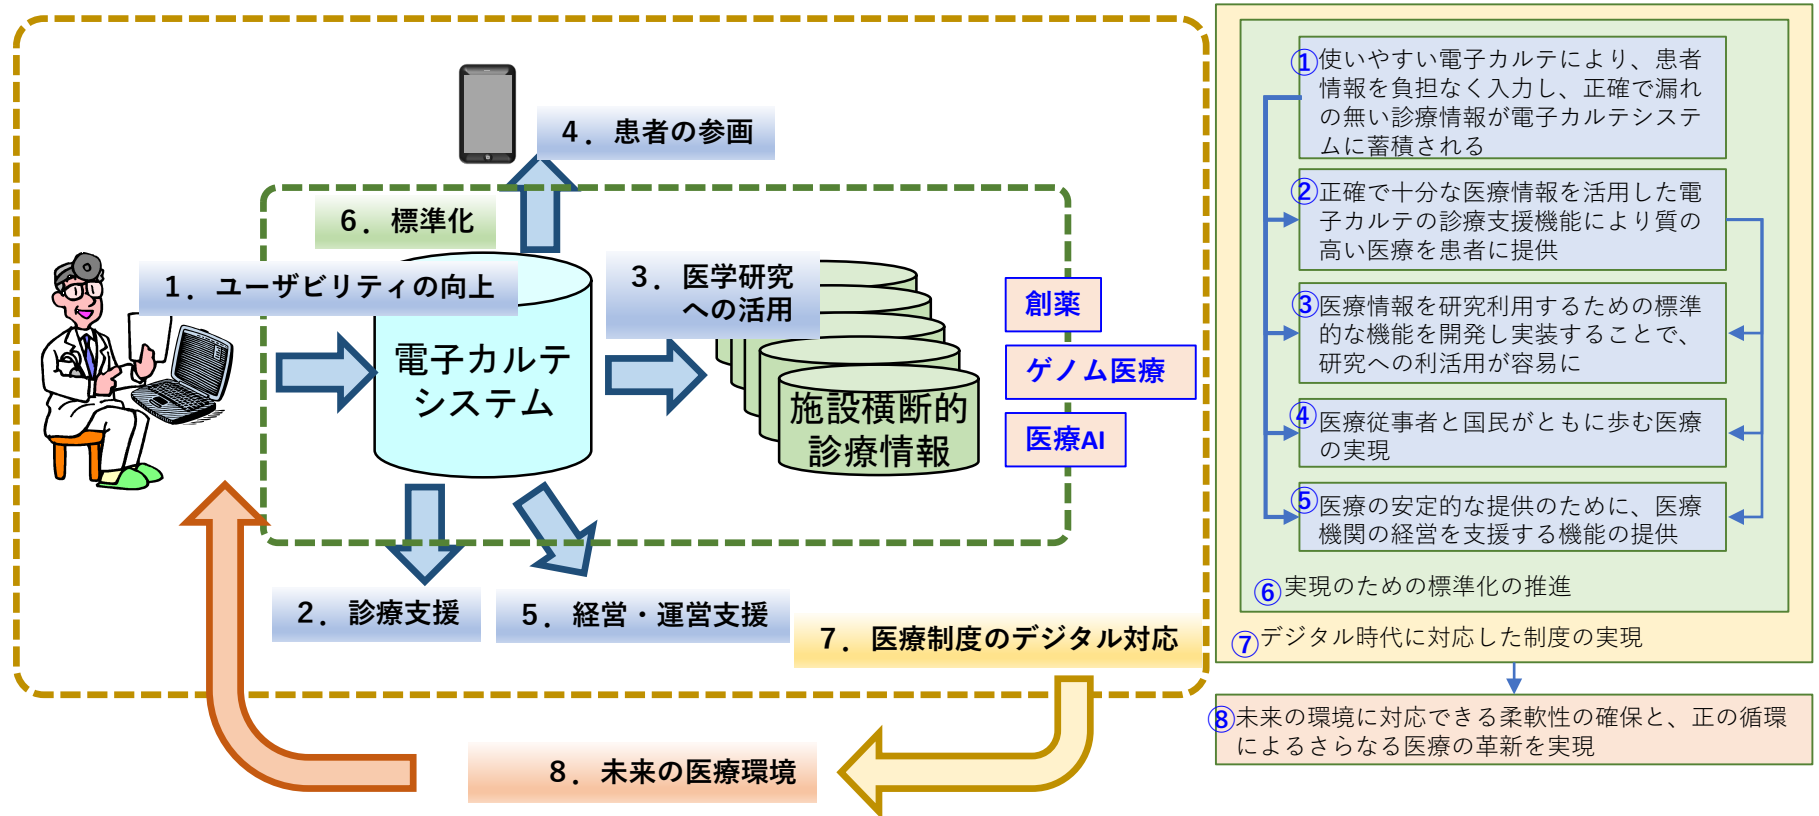 4．患者の参画
6．標準化
1．ユーザビリティの向上
3．医学研究
への活用
電子カルテ
システム
施設横断的
診療情報
創薬
ゲノム医療
医療AI
2．診療支援
5．経営・運営支援
7．医療制度のデジタル対応
8．未来の医療環境
①使いやすい電子カルテにより、患者
情報を負担なく入力し、正確で漏れ
の無い診療情報が電子カルテシステ
ムに蓄積される
②正確で十分な医療情報を活用した電
子カルテの診療支援機能により質の
高い医療を患者に提供
③医療情報を研究利用するための標準
的な機能を開発し実装することで、
研究への利活用が容易に
④医療従事者と国民がともに歩む医療
の実現
⑤医療の安定的な提供のために、医療
機関の経営を支援する機能の提供
⑥実現のための標準化の推進
⑦デジタル時代に対応した制度の実現
⑧未来の環境に対応できる柔軟性の確保と、正の循環
によるさらなる医療の革新を実現